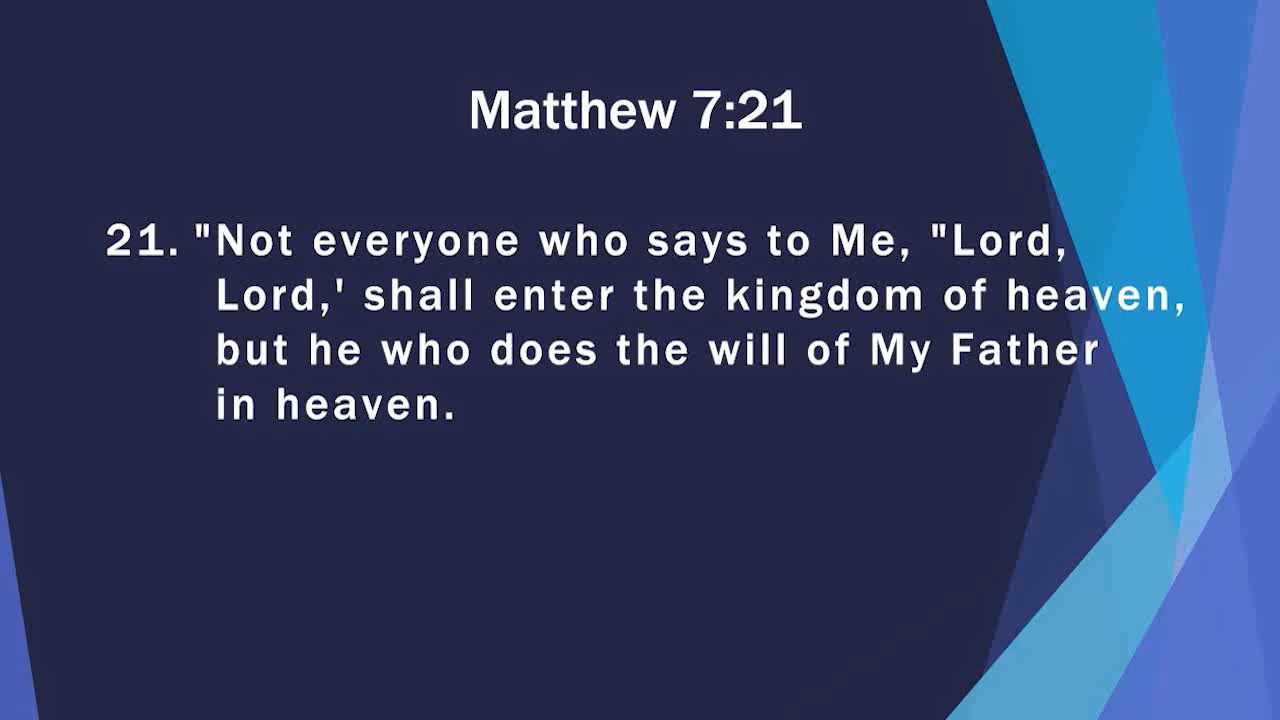 Matthew 7:21
21. "Not everyone who says to Me, "Lord,
Lord,' shall enter the kingdom of heaven,
but he who does the will of My Father
in heaven.